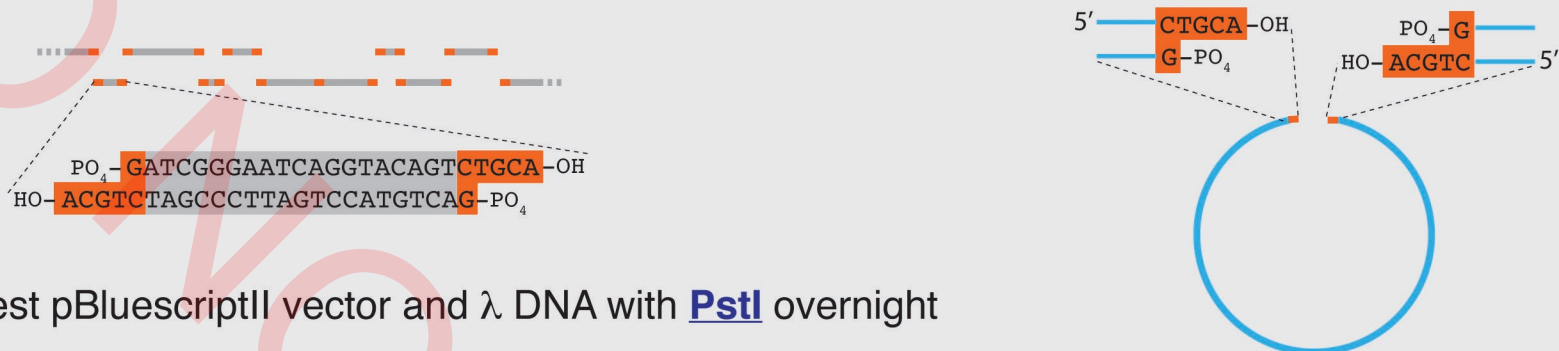 5′ CTGCA–OH PO4–G
G–PO4 HO–ACGTC 5′
PO4–GATCGGGAATCAGGTACAGTCTGCA–OH
HO–ACGTCTAGCCCTTAGTCCATGTCAG–PO4
est pBluescriptII vector and λ DNA with PstI overnight